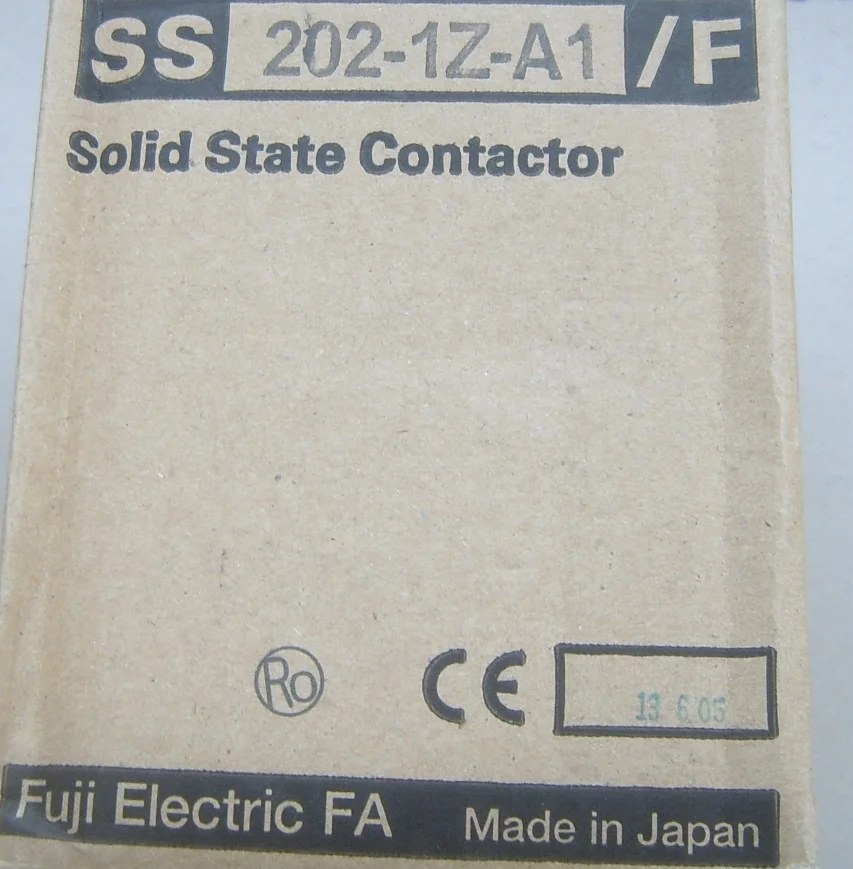 SS 202-1Z-A1 /F
Solid State Contactor
Ro CE 13 6.05
Fuji Electric FA Made in Japan